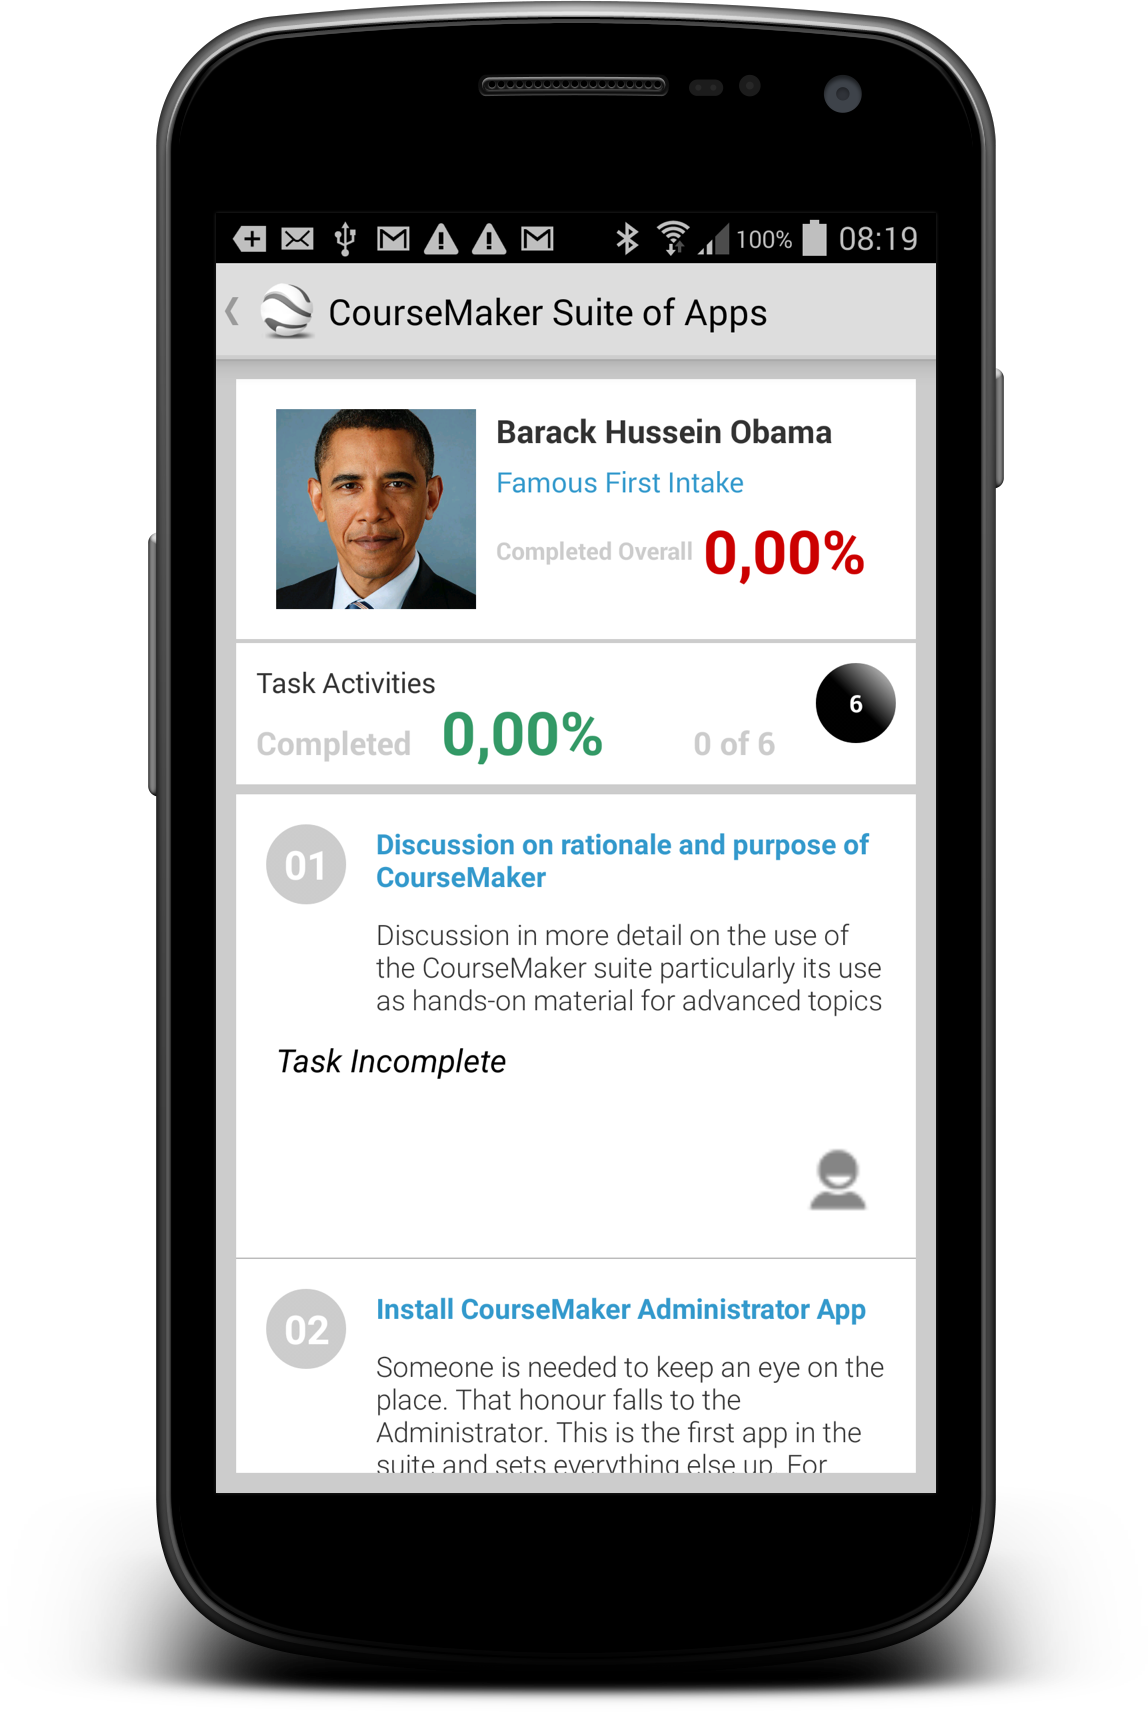 100% 08:19
CourseMaker Suite of Apps
Barack Hussein Obama
Famous First Intake
Completed Overall 0,00%
Task Activities
Completed 0,00% 0 of 6
6
01
Discussion on rationale and purpose of
CourseMaker
Discussion in more detail on the use of
the CourseMaker suite particularly its use
as hands-on material for advanced topics
Task Incomplete
02
Install CourseMaker Administrator App
Someone is needed to keep an eye on the
place. That honour falls to the
Administrator. This is the first app in the
suite and sets everything else up. For